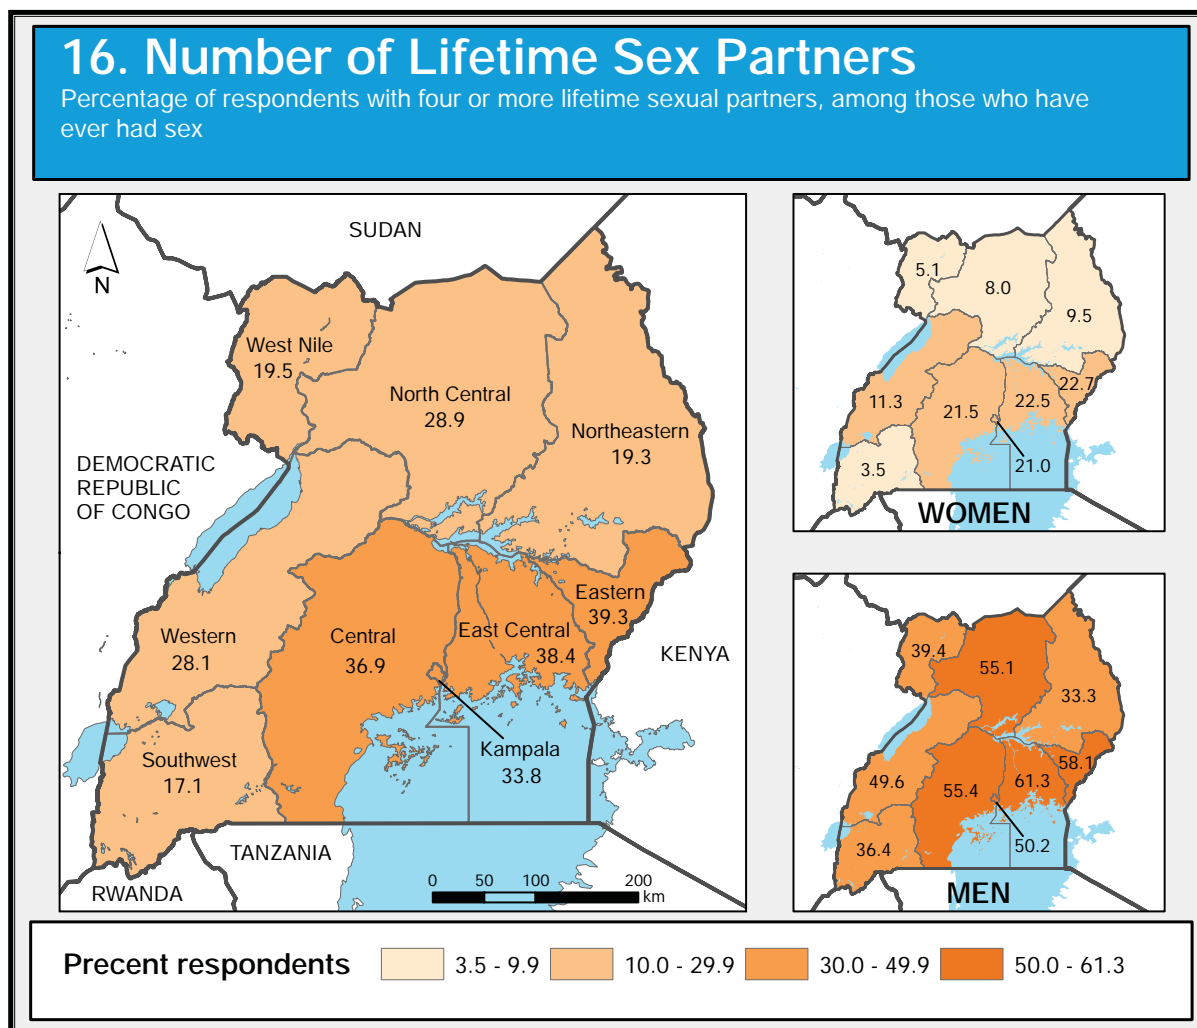 16. Number of Lifetime Sex Partners
Percentage of respondents with four or more lifetime sexual partners, among those who have
ever had sex
SUDAN
N
West Nile
19.5
North Central
28.9
Northeastern
19.3
DEMOCRATIC
REPUBLIC
OF CONGO
Eastern
39.3
Western
28.1
Central
36.9
East Central
38.4
KENYA
Southwest
17.1
Kampala
33.8
TANZANIA
RWANDA
0 50 100 200
km
5.1
8.0
9.5
22.7
11.3
21.5
22.5
3.5
21.0
WOMEN
39.4
55.1
33.3
58.1
49.6
55.4
61.3
36.4
50.2
MEN
Precent respondents 3.5 - 9.9 10.0 - 29.9 30.0 - 49.9 50.0 - 61.3